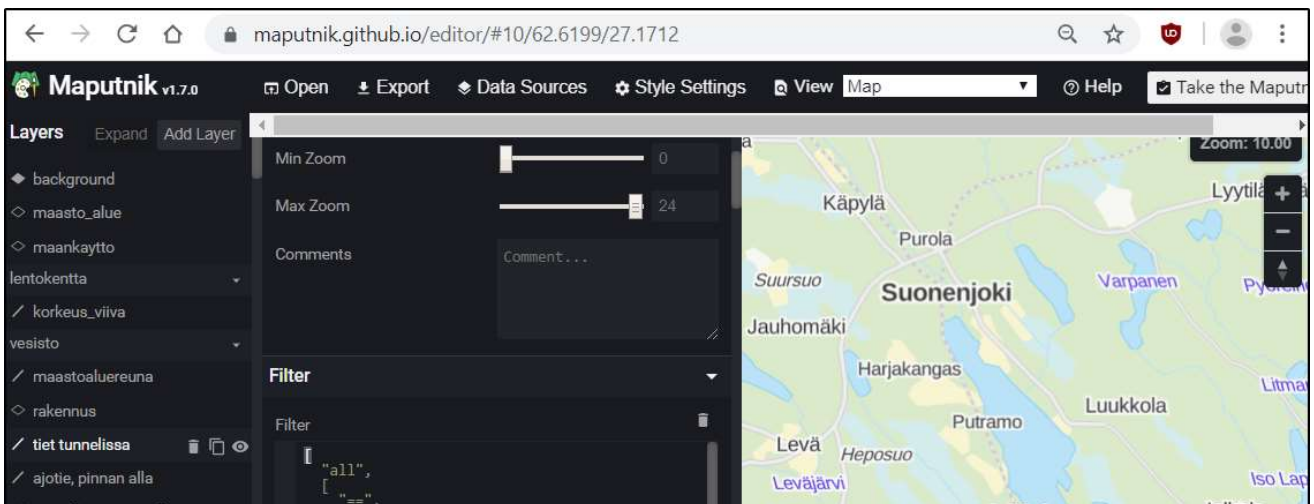 maputnik.github.io/editor/#10/62.6199/27.1712
Maputnik v1.7.0
Open
Export
Data Sources
Style Settings
View
Map
Help
Take the Maputn
Layers
Expand
Add Layer
background
maasto_alue
maankaytto
lentokentta
korkeus_viiva
vesisto
maastoaluereuna
rakennus
tiet tunnelissa
ajotie, pinnan alla
Min Zoom
0
Max Zoom
24
Comments
Comment...
Filter
Filter
[
"all",
[
"==",
Zoom: 10.00
Käpylä
Lyytilä
Purola
Suursuo
Suonenjoki
Varpanen
Jauhomäki
Harjakangas
Luukkola
Putramo
Levä
Heposuo
Leväjärvi
Iso Lap